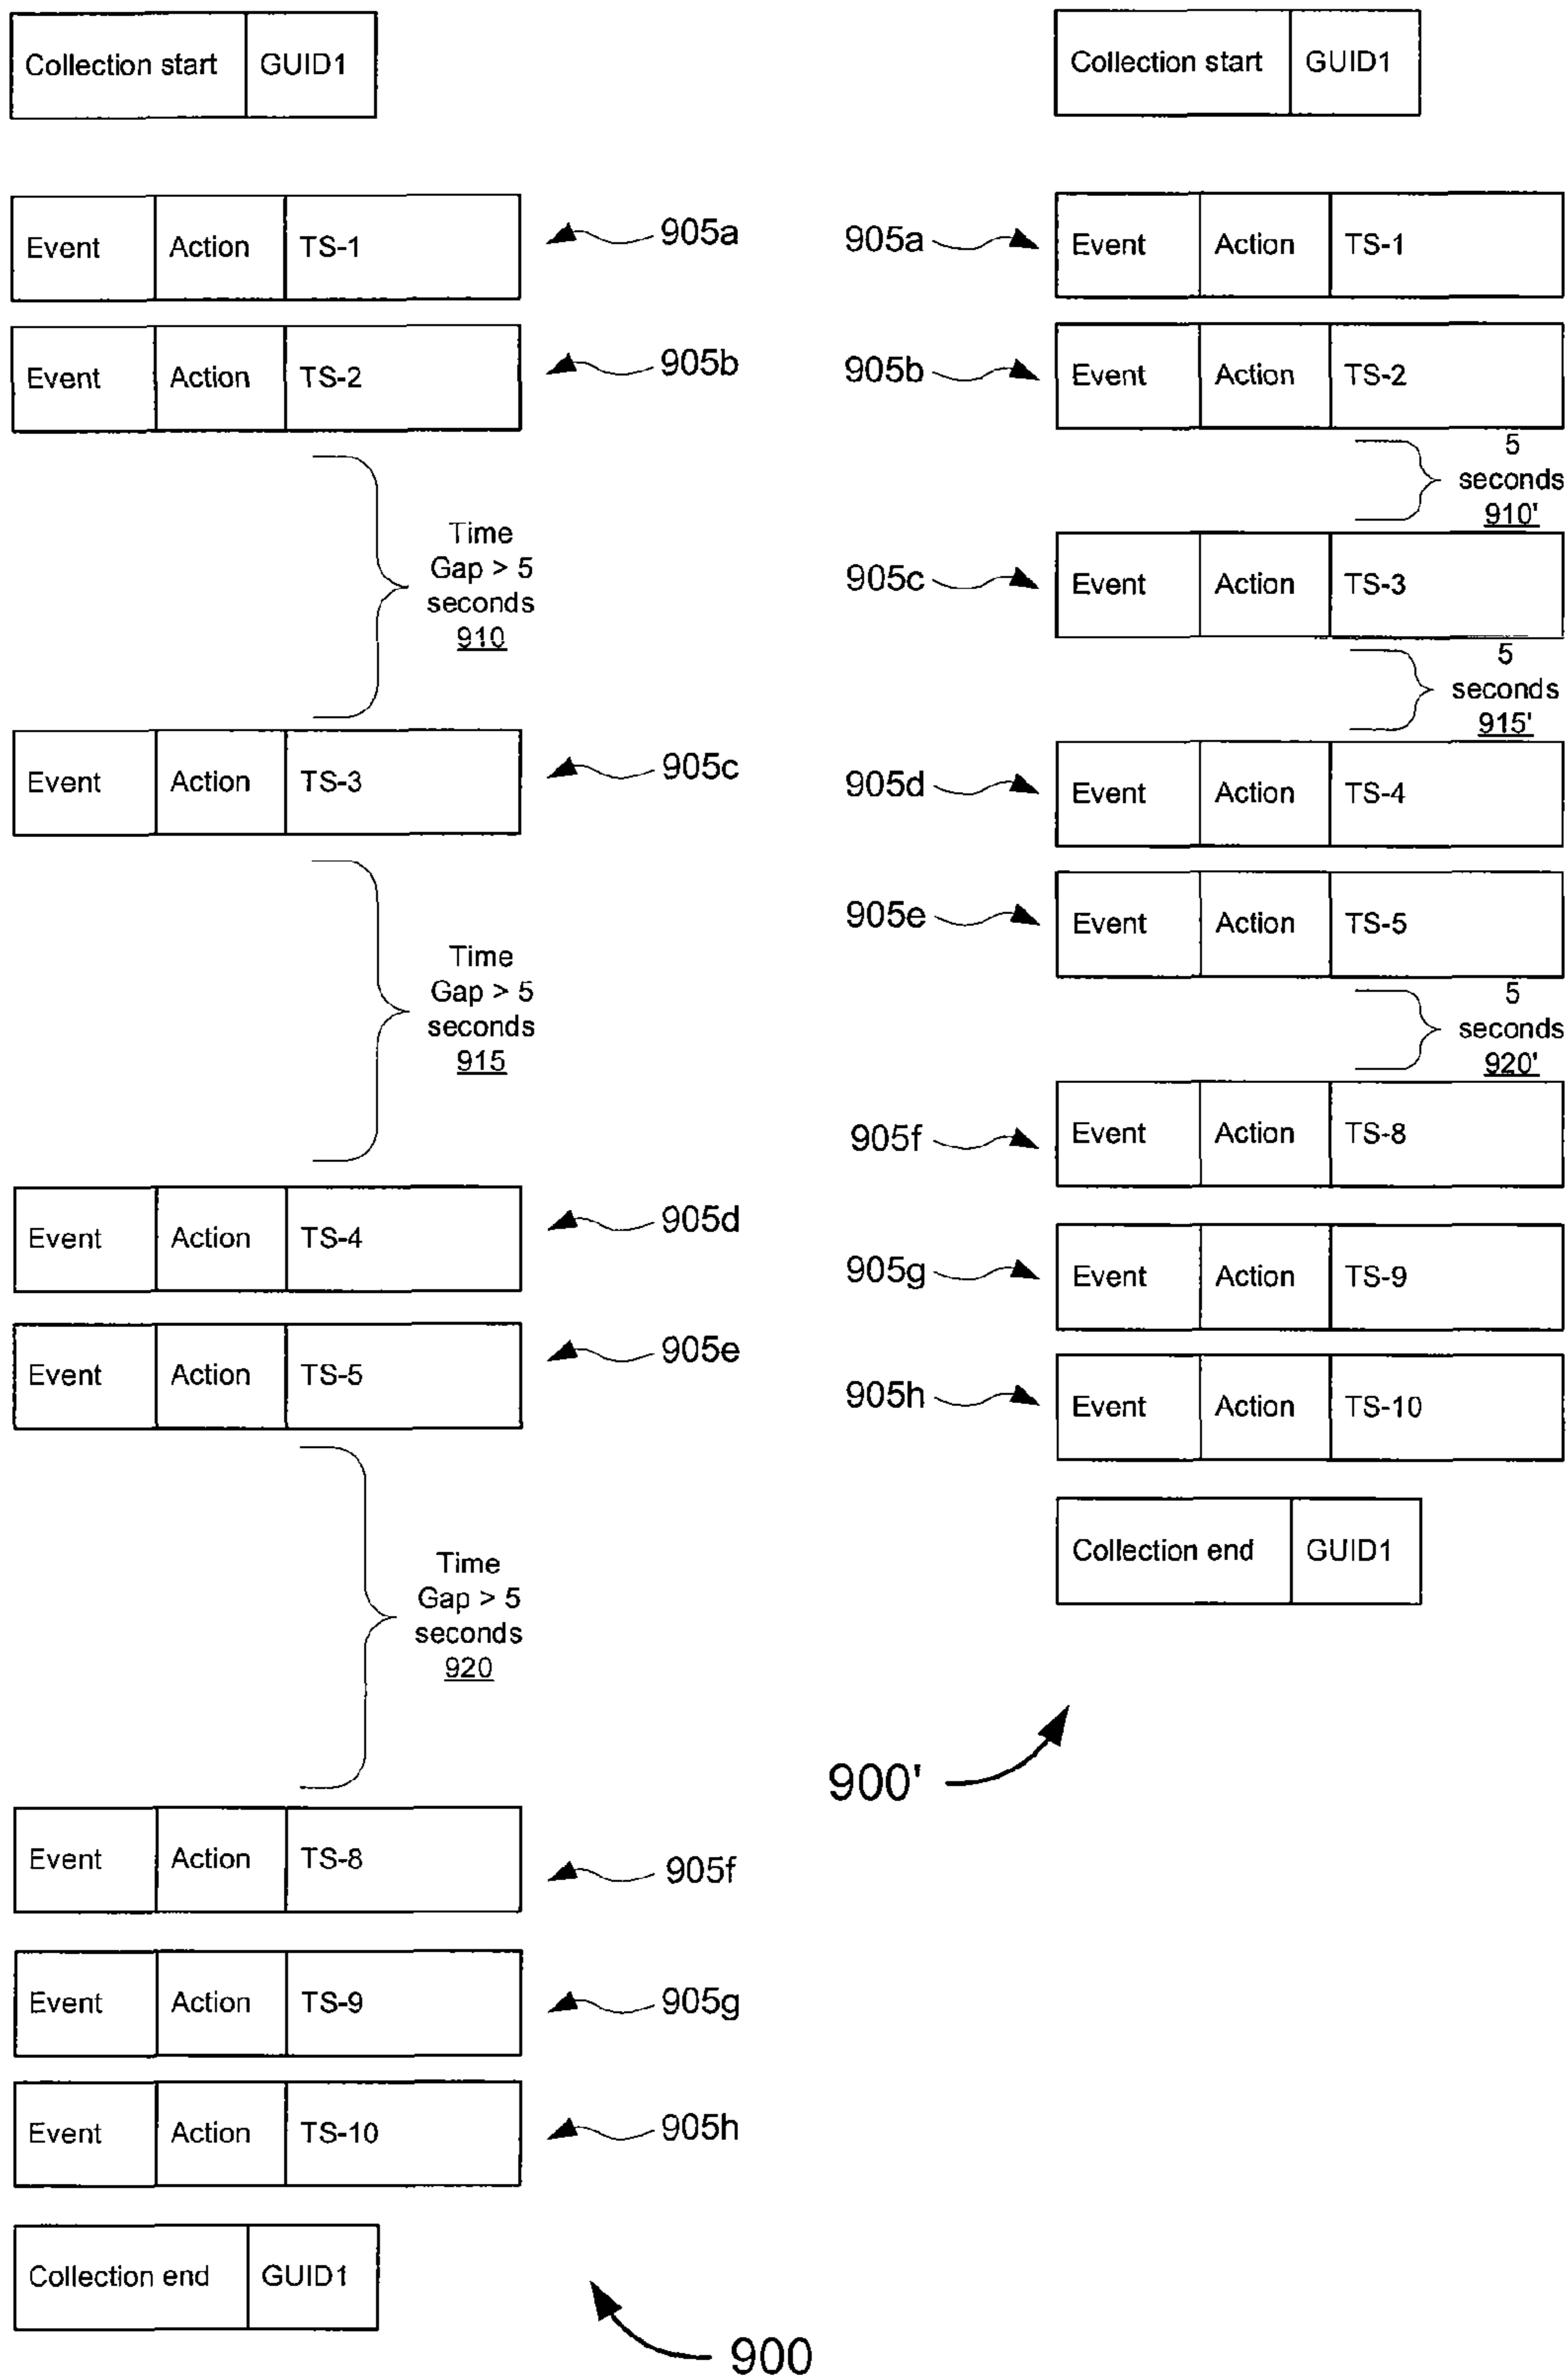 Collection start GUID1
Event Action TS-1 905a
Event Action TS-2 905b
Time
Gap > 5
seconds
910
Event Action TS-3 905c
Time
Gap > 5
seconds
915
Event Action TS-4 905d
Event Action TS-5 905e
Time
Gap > 5
seconds
920
Event Action TS-8 905f
Event Action TS-9 905g
Event Action TS-10 905h
Collection end GUID1
900
Collection start GUID1
905a Event Action TS-1
905b Event Action TS-2
5
seconds
910'
905c Event Action TS-3
5
seconds
915'
905d Event Action TS-4
905e Event Action TS-5
5
seconds
920'
905f Event Action TS-8
905g Event Action TS-9
905h Event Action TS-10
Collection end GUID1
900'